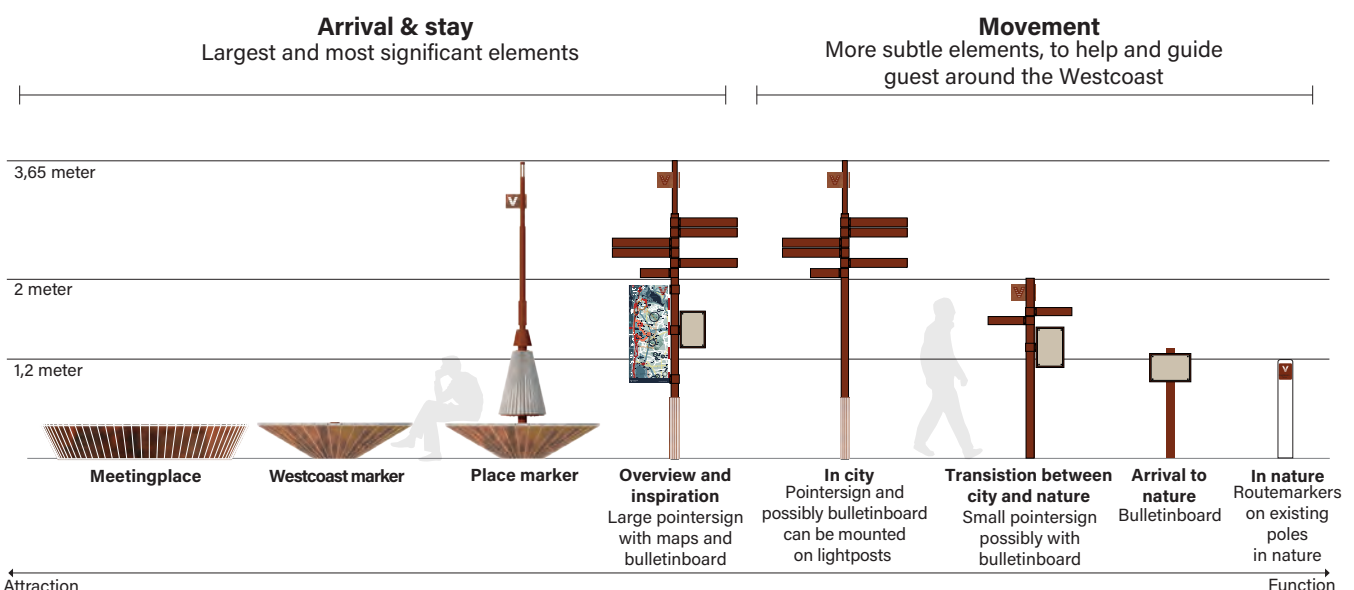 Arrival & stay
Largest and most significant elements
Movement
More subtle elements, to help and guide
guest around the Westcoast
3,65 meter
2 meter
1,2 meter
V
V
V
V
V
Meetingplace
Westcoast marker
Place marker
Overview and
inspiration
Large pointersign
with maps and
bulletinboard
In city
Pointersign and
possibly bulletinboard
can be mounted
on lightposts
Transistion between
city and nature
Small pointersign
possibly with
bulletinboard
Arrival to
nature
Bulletinboard
In nature
Routemarkers
on existing
poles
in nature
Attraction
Function